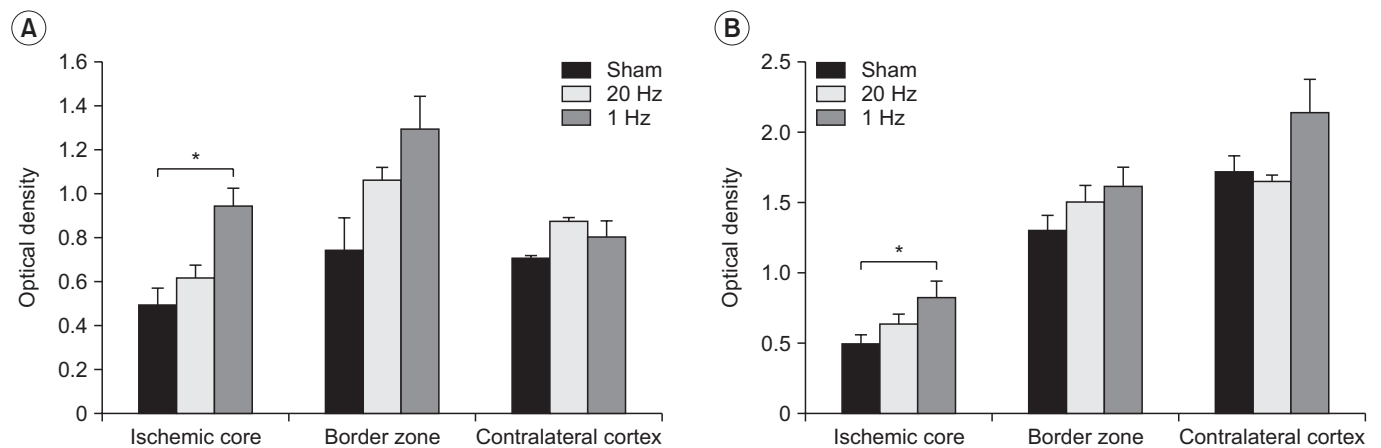 A
1.6
1.4
1.2
1.0
0.8
0.6
0.4
0.2
0
Optical density
Sham
20 Hz
1 Hz
*
Ischemic core
Border zone
Contralateral cortex
B
2.5
2.0
1.5
1.0
0.5
0
Optical density
Sham
20 Hz
1 Hz
*
Ischemic core
Border zone
Contralateral cortex